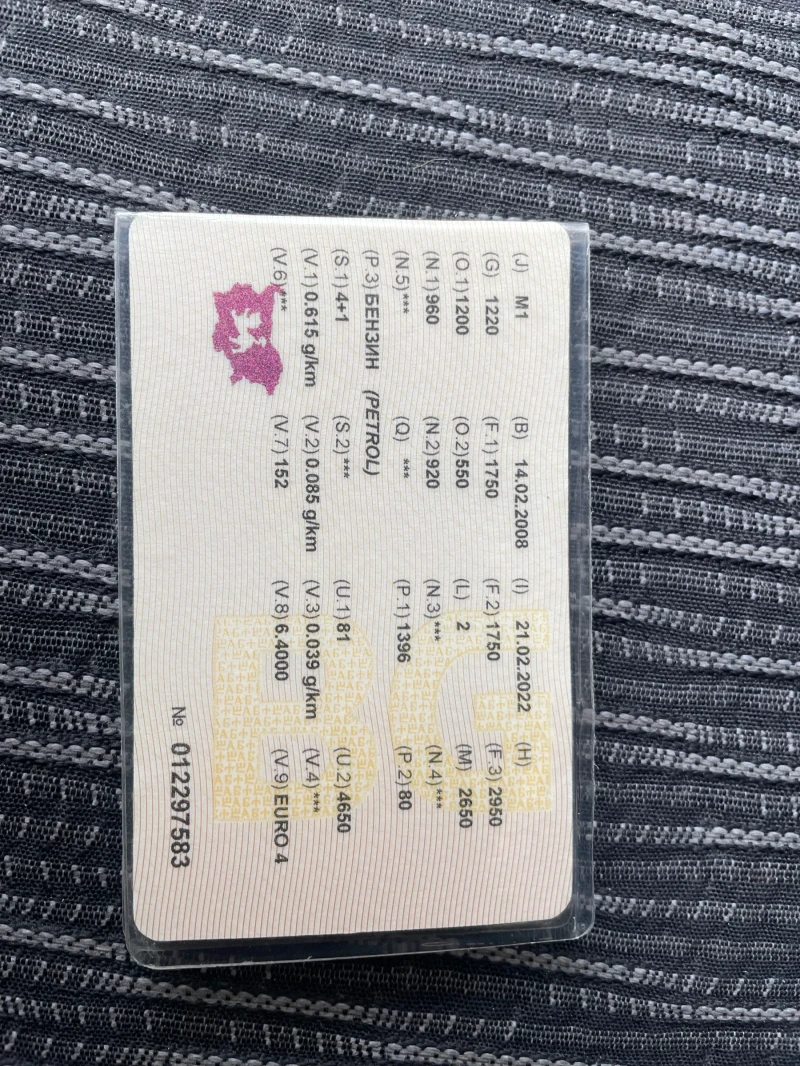 (J) M1 (B) 14.02.2008 (I) 21.02.2022 (H)
(G) 1220 (F.1) 1750 (F.2) 1750 (F.3) 2950
(O.1) 1200 (O.2) 550 (L) 2 (M) 2650
(N.1) 960 (N.2) 920 (N.3) *** (N.4) ***
(N.5) *** (Q) *** (P.1) 1396 (P.2) 80
(P.3) БЕНЗИН (PETROL)
(S.1) 4+1 (S.2) *** (U.1) 81 (U.2) 4650
(V.1) 0.615 g/km (V.2) 0.085 g/km (V.3) 0.039 g/km (V.4) ***
(V.6) *** (V.7) 152 (V.8) 6.4000 (V.9) EURO 4
BG
№ 012297583